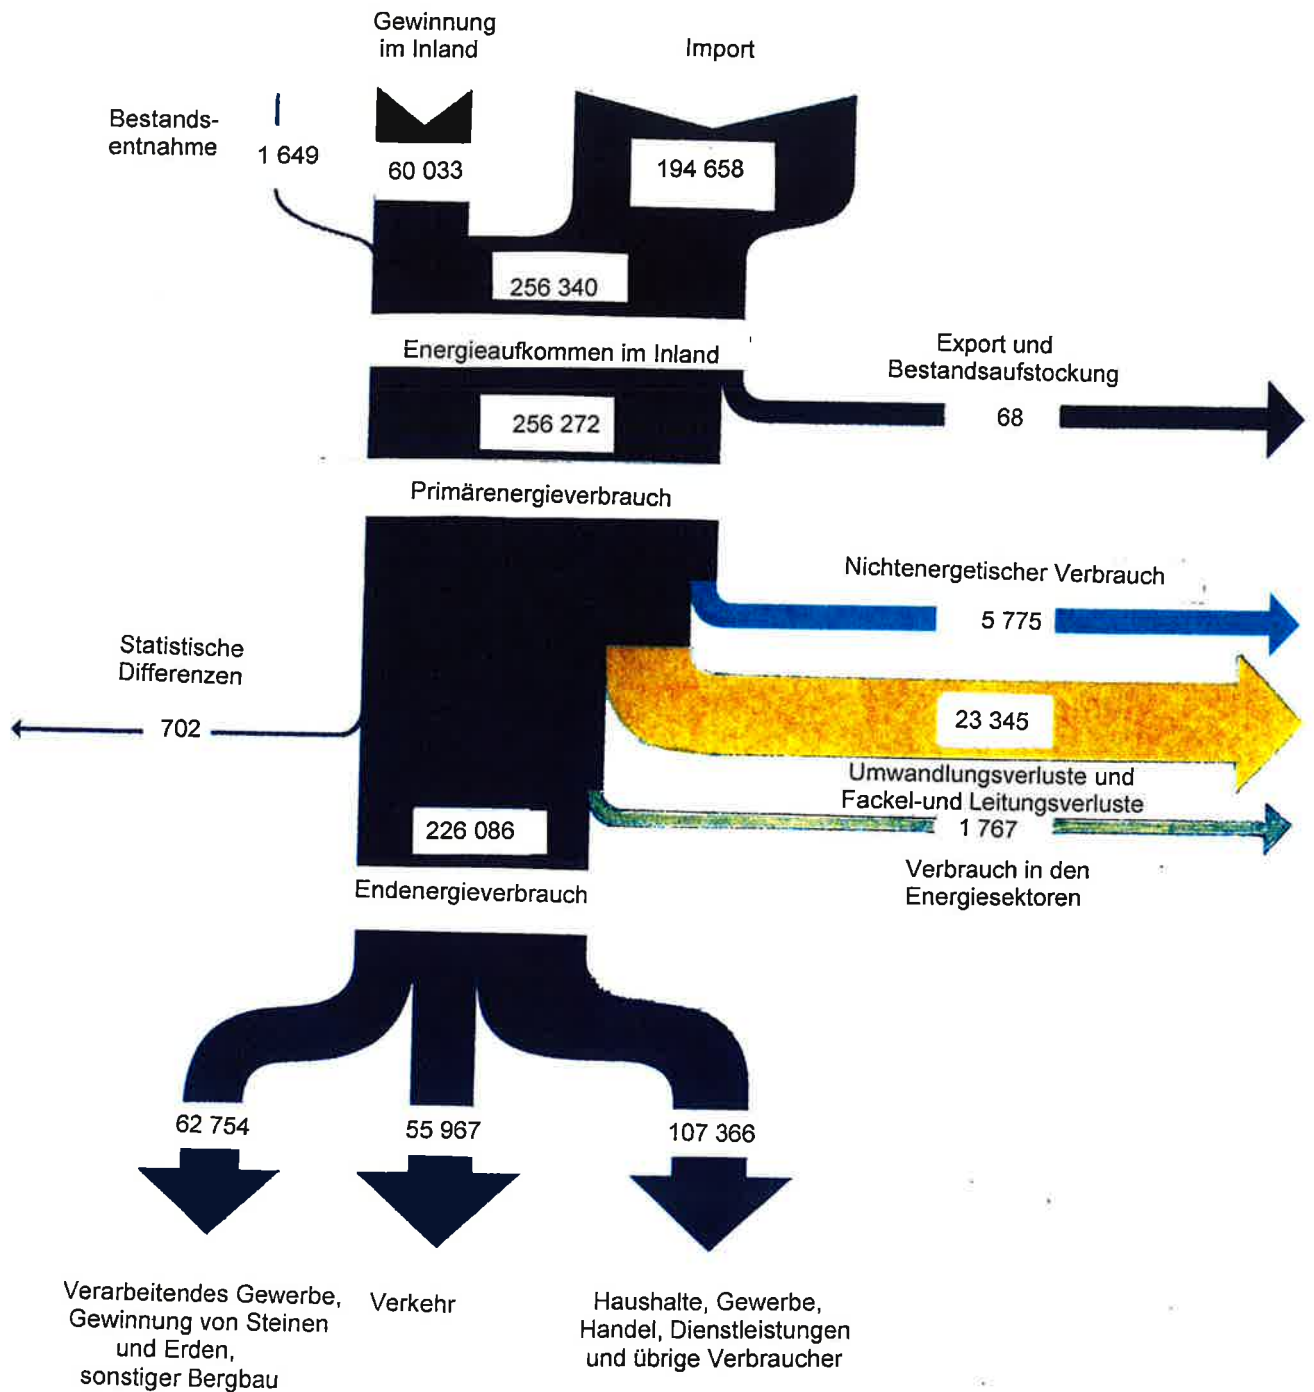 Gewinnung
im Inland
Import
Bestands-
entnahme
1 649
60 033
194 658
256 340
Energieaufkommen im Inland
Export und
Bestandsaufstockung
68
256 272
Primärenergieverbrauch
Nichtenergetischer Verbrauch
5 775
Statistische
Differenzen
702
23 345
Umwandlungsverluste und
Fackel-und Leitungsverluste
1 767
Verbrauch in den
Energiesektoren
226 086
Endenergieverbrauch
62 754
55 967
107 366
Verarbeitendes Gewerbe,
Gewinnung von Steinen
und Erden,
sonstiger Bergbau
Verkehr
Haushalte, Gewerbe,
Handel, Dienstleistungen
und übrige Verbraucher